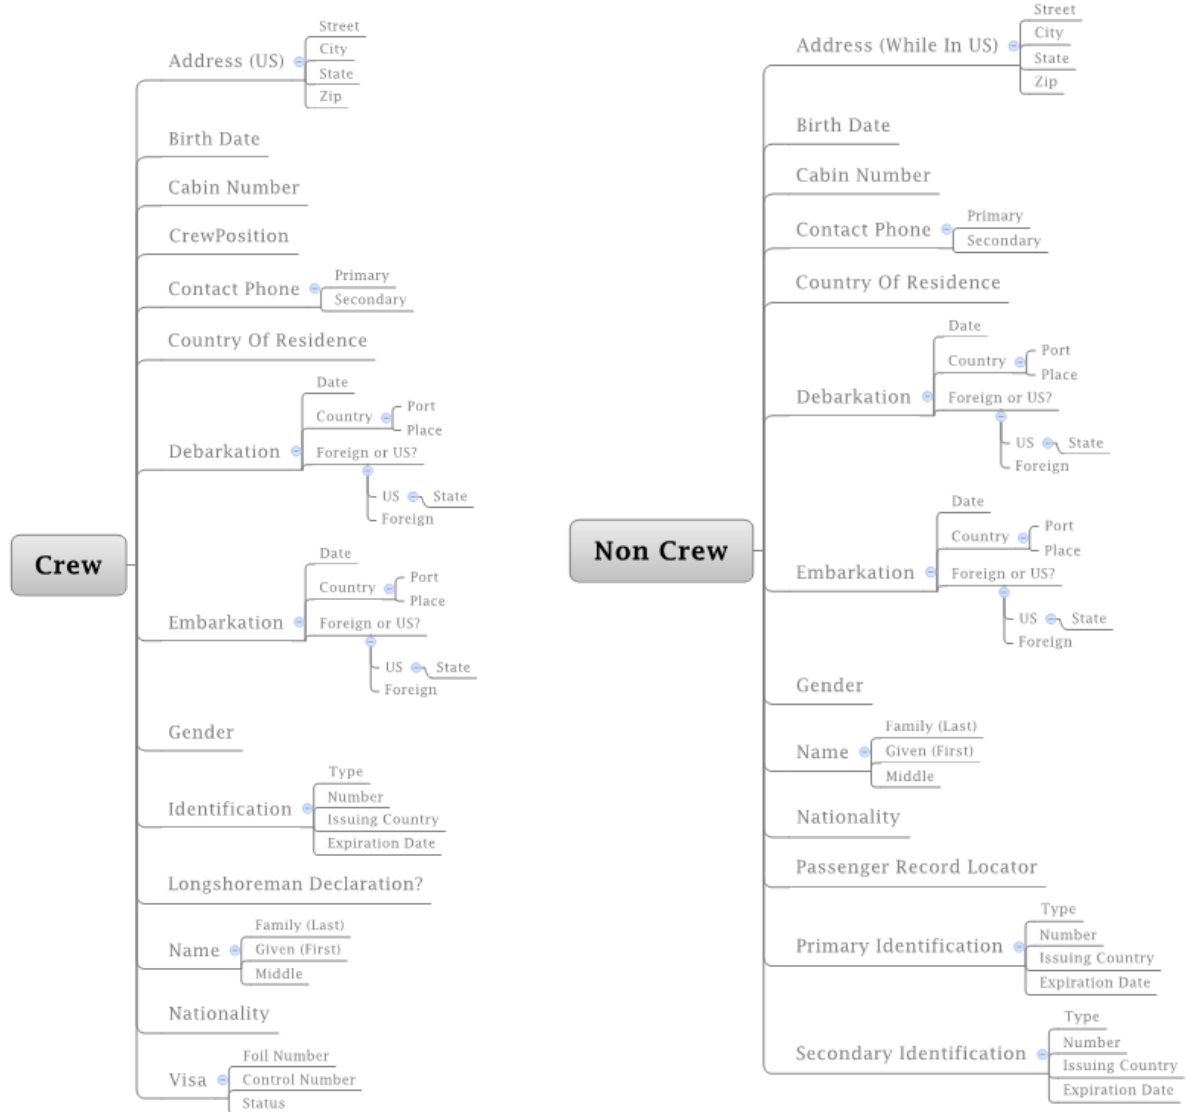 Crew
Address (US)
Street
City
State
Zip
Birth Date
Cabin Number
CrewPosition
Contact Phone
Primary
Secondary
Country Of Residence
Debarkation
Date
Country
Port
Place
Foreign or US?
US
State
Foreign
Embarkation
Date
Country
Port
Place
Foreign or US?
US
State
Foreign
Gender
Identification
Type
Number
Issuing Country
Expiration Date
Longshoreman Declaration?
Name
Family (Last)
Given (First)
Middle
Nationality
Visa
Foil Number
Control Number
Status
Non Crew
Address (While In US)
Street
City
State
Zip
Birth Date
Cabin Number
Contact Phone
Primary
Secondary
Country Of Residence
Debarkation
Date
Country
Port
Place
Foreign or US?
US
State
Foreign
Embarkation
Date
Country
Port
Place
Foreign or US?
US
State
Foreign
Gender
Name
Family (Last)
Given (First)
Middle
Nationality
Passenger Record Locator
Primary Identification
Type
Number
Issuing Country
Expiration Date
Secondary Identification
Type
Number
Issuing Country
Expiration Date